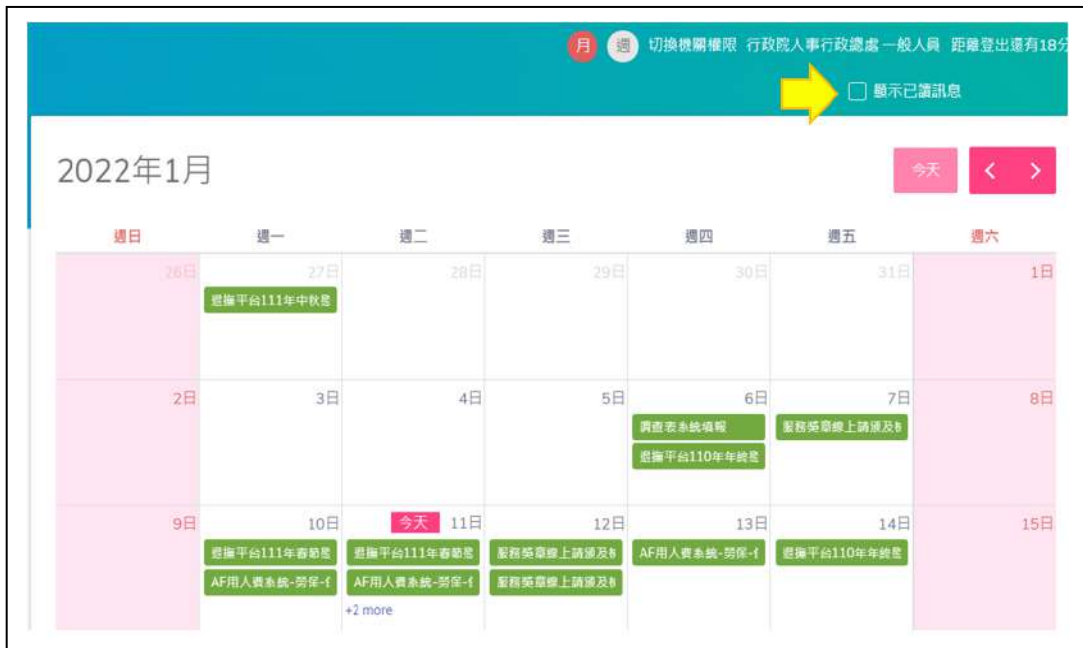 月 週 切換機關權限 行政院人事行政總處 一般人員 距離登出還有18分
顯示已讀訊息
2022年1月
今天
週日 週一 週二 週三 週四 週五 週六
26日 27日 28日 29日 30日 31日 1日
退撫平台111年中秋慰
2日 3日 4日 5日 6日 7日 8日
調查表系統填報 服務獎章線上請頒及
退撫平台110年年終慰
9日 10日 今天 11日 12日 13日 14日 15日
退撫平台111年春節慰 退撫平台111年春節慰 服務獎章線上請頒及 AF用人費系統-勞保- 退撫平台110年年終慰
AF用人費系統-勞保- AF用人費系統-勞保- 服務獎章線上請頒及
+2 more